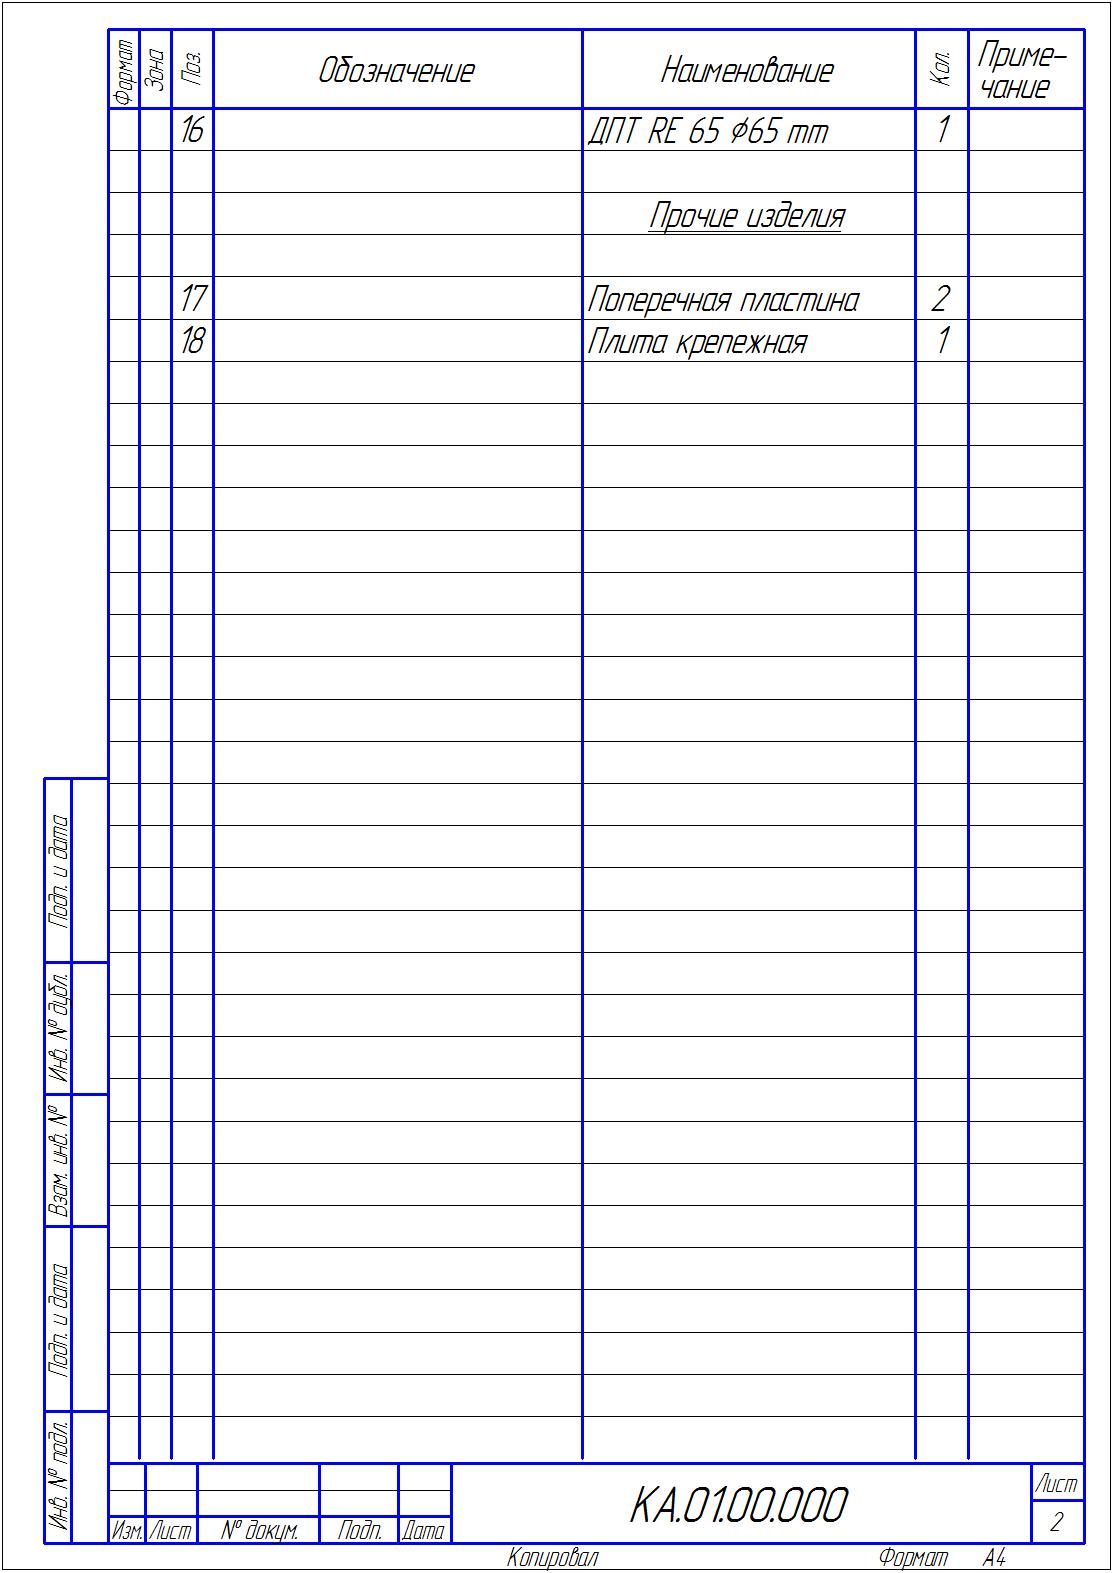 Формат Зона Поз. Обозначение Наименование Кол. Приме-
чание
16 ДПТ RE 65 ϕ65 mm 1
Прочие изделия
17 Поперечная пластина 2
18 Плита крепежная 1
Подп. и дата
Инв. № дубл.
Взам. инв. №
Подп. и дата
Инв. № подл.
КА.01.00.000
Лист
2
Изм. Лист № докум. Подп. Дата
Копировал Формат А4